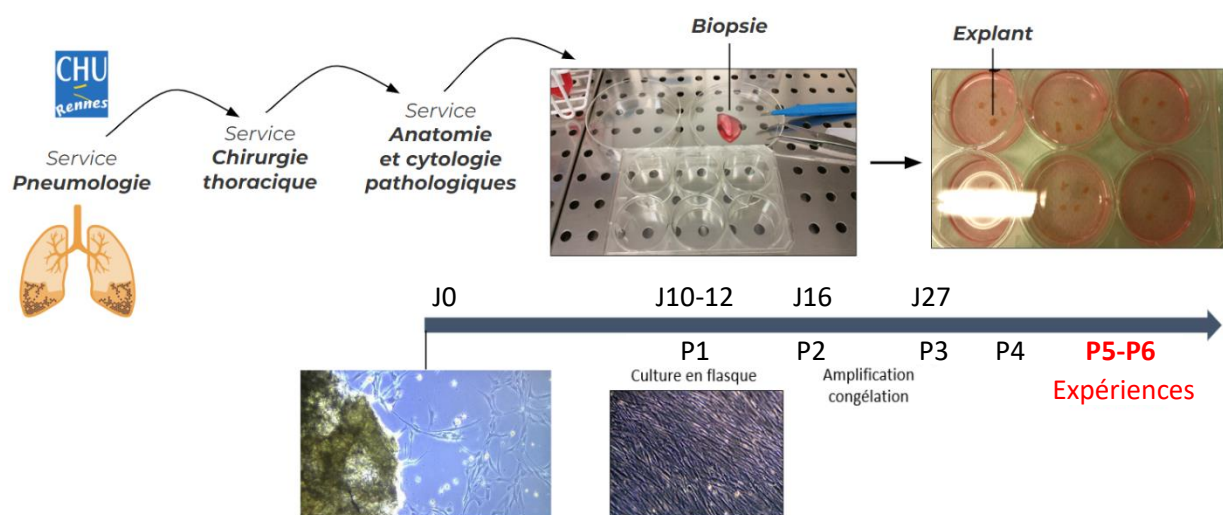 CHU
Rennes
Service
Pneumologie
Service
Chirurgie
thoracique
Service
Anatomie
et cytologie
pathologiques
Biopsie
Explant
J0
J10-12
J16
J27
P1
P2
P3
P4
P5-P6
Culture en flasque
Amplification
congélation
Expériences